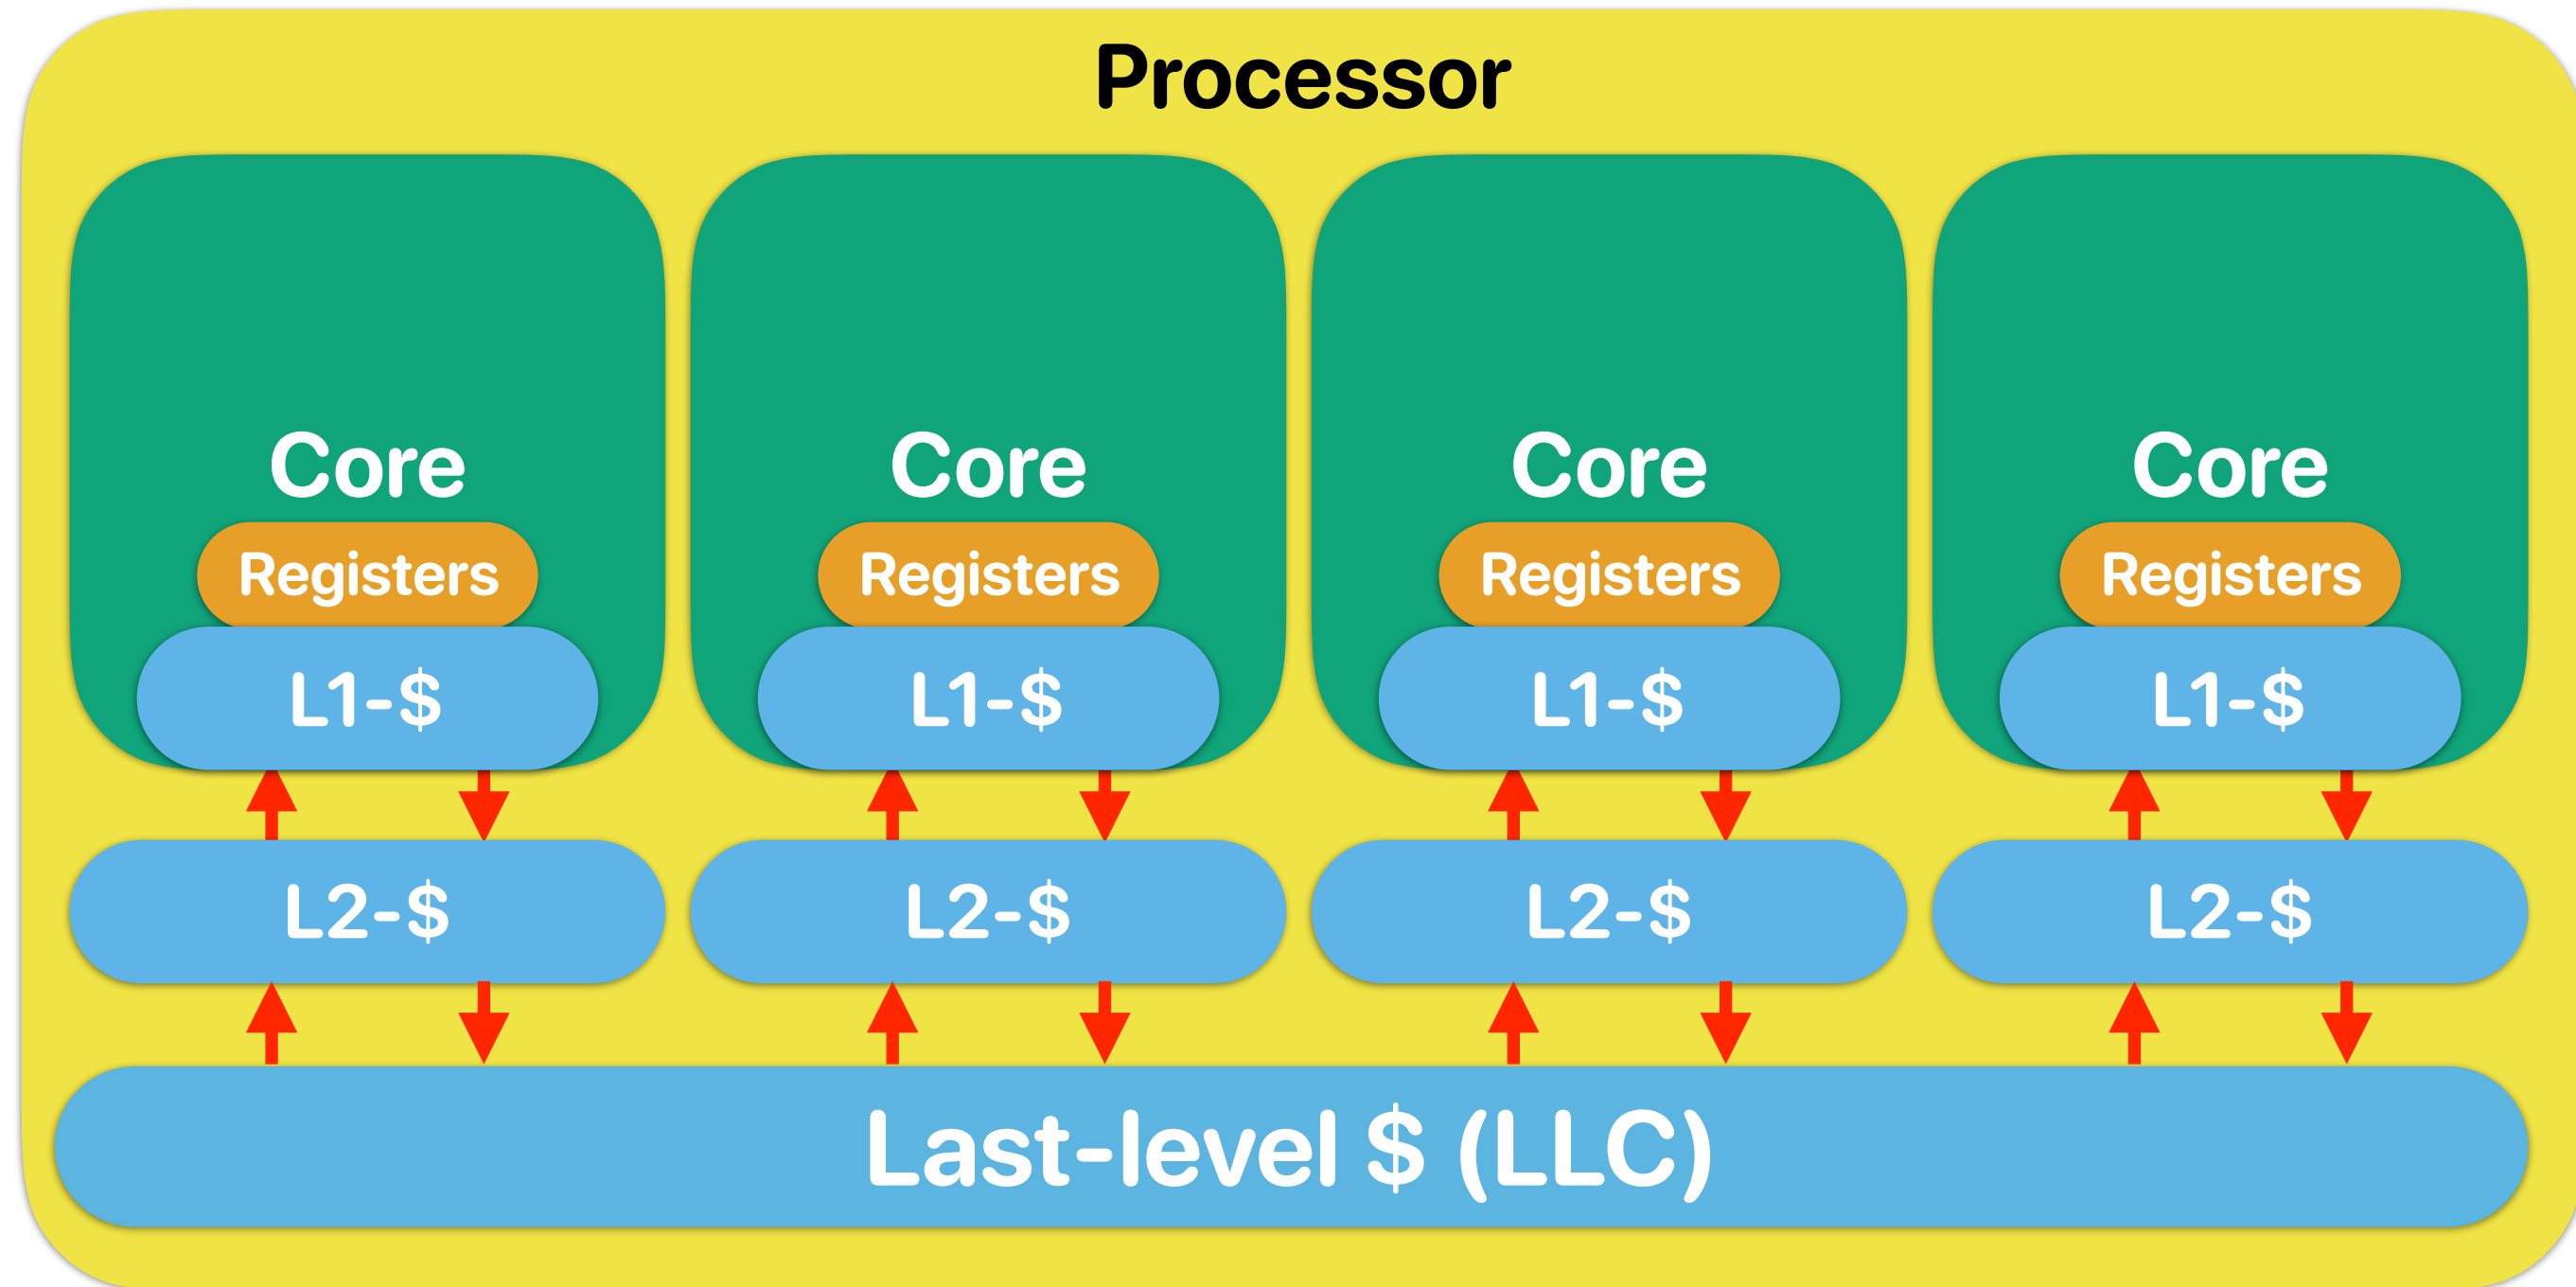 Processor
Core
Core
Core
Core
Registers
Registers
Registers
Registers
L1-$
L1-$
L1-$
L1-$
L2-$
L2-$
L2-$
L2-$
Last-level $ (LLC)